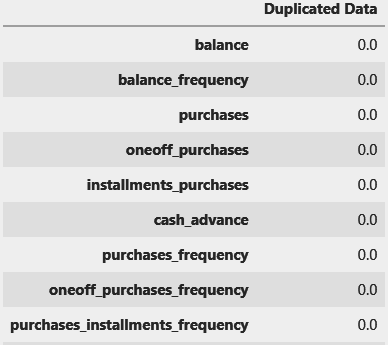 Duplicated Data
balance 0.0
balance_frequency 0.0
purchases 0.0
oneoff_purchases 0.0
installments_purchases 0.0
cash_advance 0.0
purchases_frequency 0.0
oneoff_purchases_frequency 0.0
purchases_installments_frequency 0.0